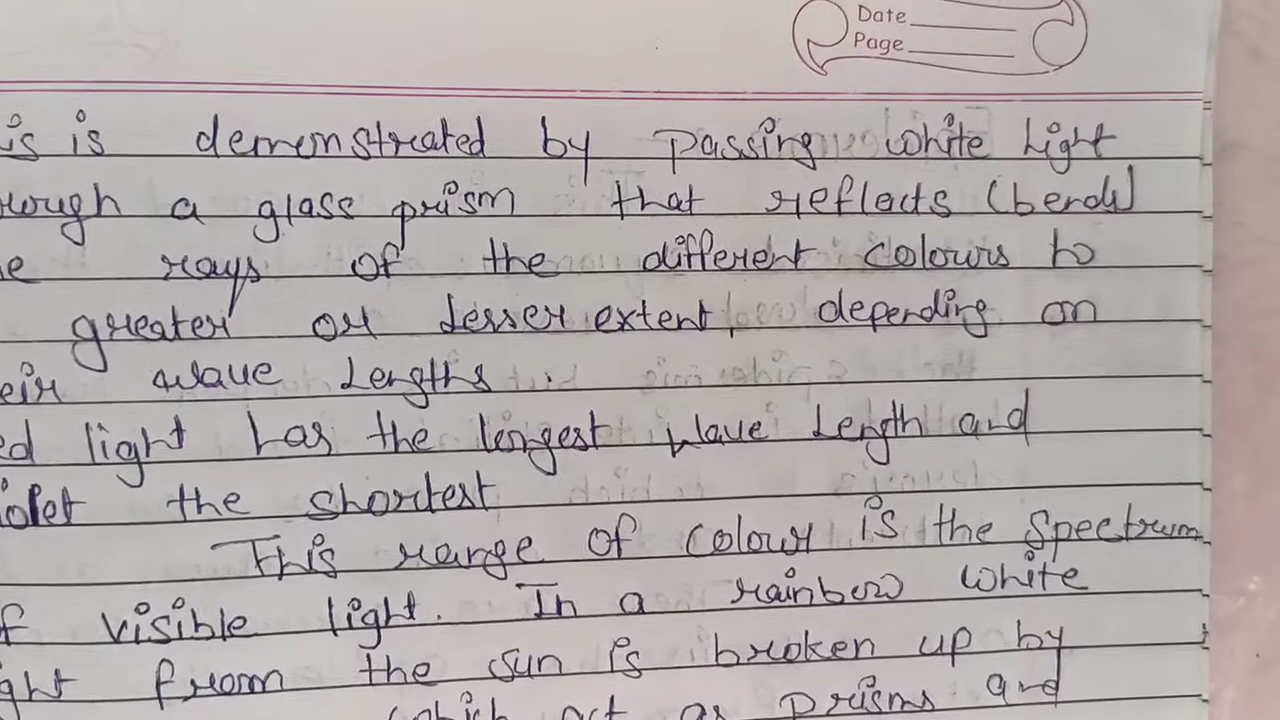 Date
Page
is is demonstrated by passing white light
rough a glass prism that reflects (bends)
e rays of the different colours to
greater or lesser extent, depending on
eir wave lengths.
ed light has the longest wave length and
iolet the shortest
This range of colour is the spectrum
of visible light. In a rainbow white
ght from the sun is broken up by
which act as prisms and